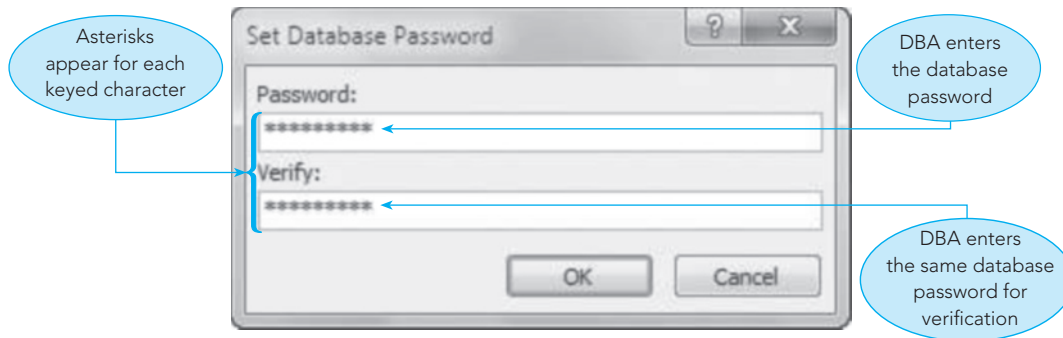 Asterisks
appear for each
keyed character
Set Database Password
?
X
Password:
*********
Verify:
*********
OK
Cancel
DBA enters
the database
password
DBA enters
the same database
password for
verification